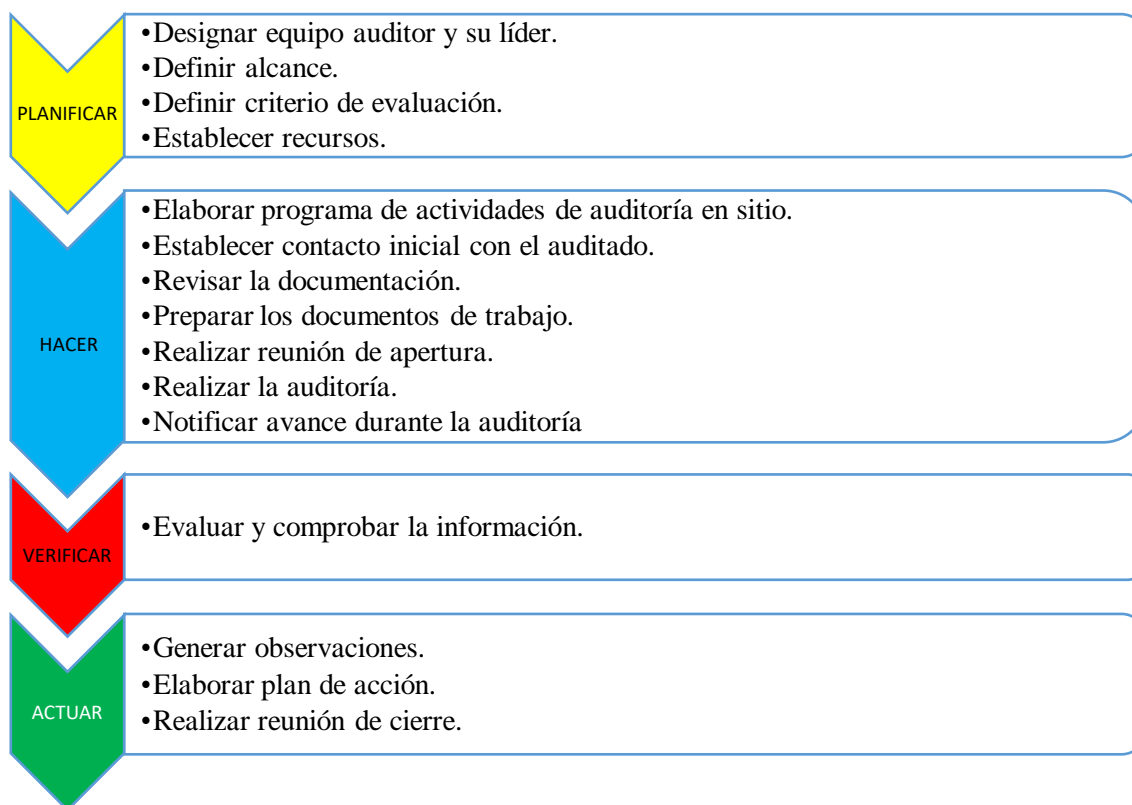 PLANIFICAR
•Designar equipo auditor y su líder.
•Definir alcance.
•Definir criterio de evaluación.
•Establecer recursos.
HACER
•Elaborar programa de actividades de auditoría en sitio.
•Establecer contacto inicial con el auditado.
•Revisar la documentación.
•Preparar los documentos de trabajo.
•Realizar reunión de apertura.
•Realizar la auditoría.
•Notificar avance durante la auditoría
VERIFICAR
•Evaluar y comprobar la información.
ACTUAR
•Generar observaciones.
•Elaborar plan de acción.
•Realizar reunión de cierre.